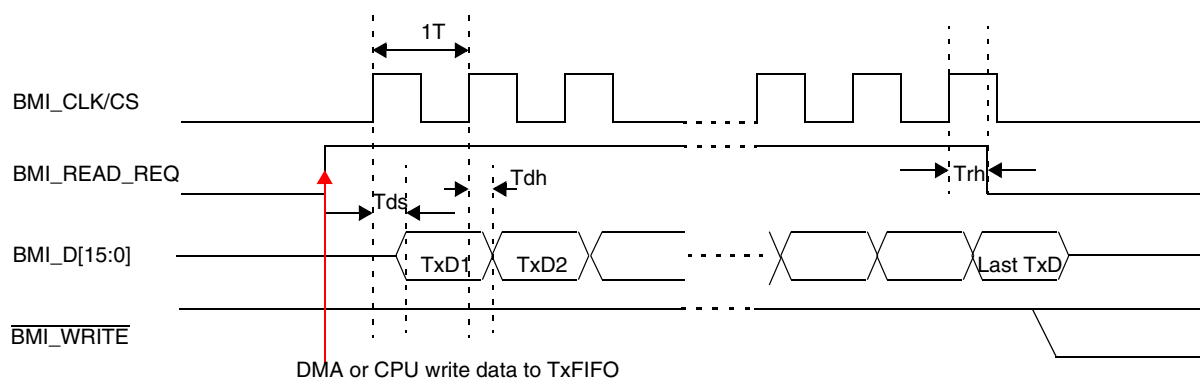 1T
BMI_CLK/CS
BMI_READ_REQ
Tdh
Trh
Tds
BMI_D[15:0]
TxD1
TxD2
Last TxD
BMI_WRITE
DMA or CPU write data to TxFIFO